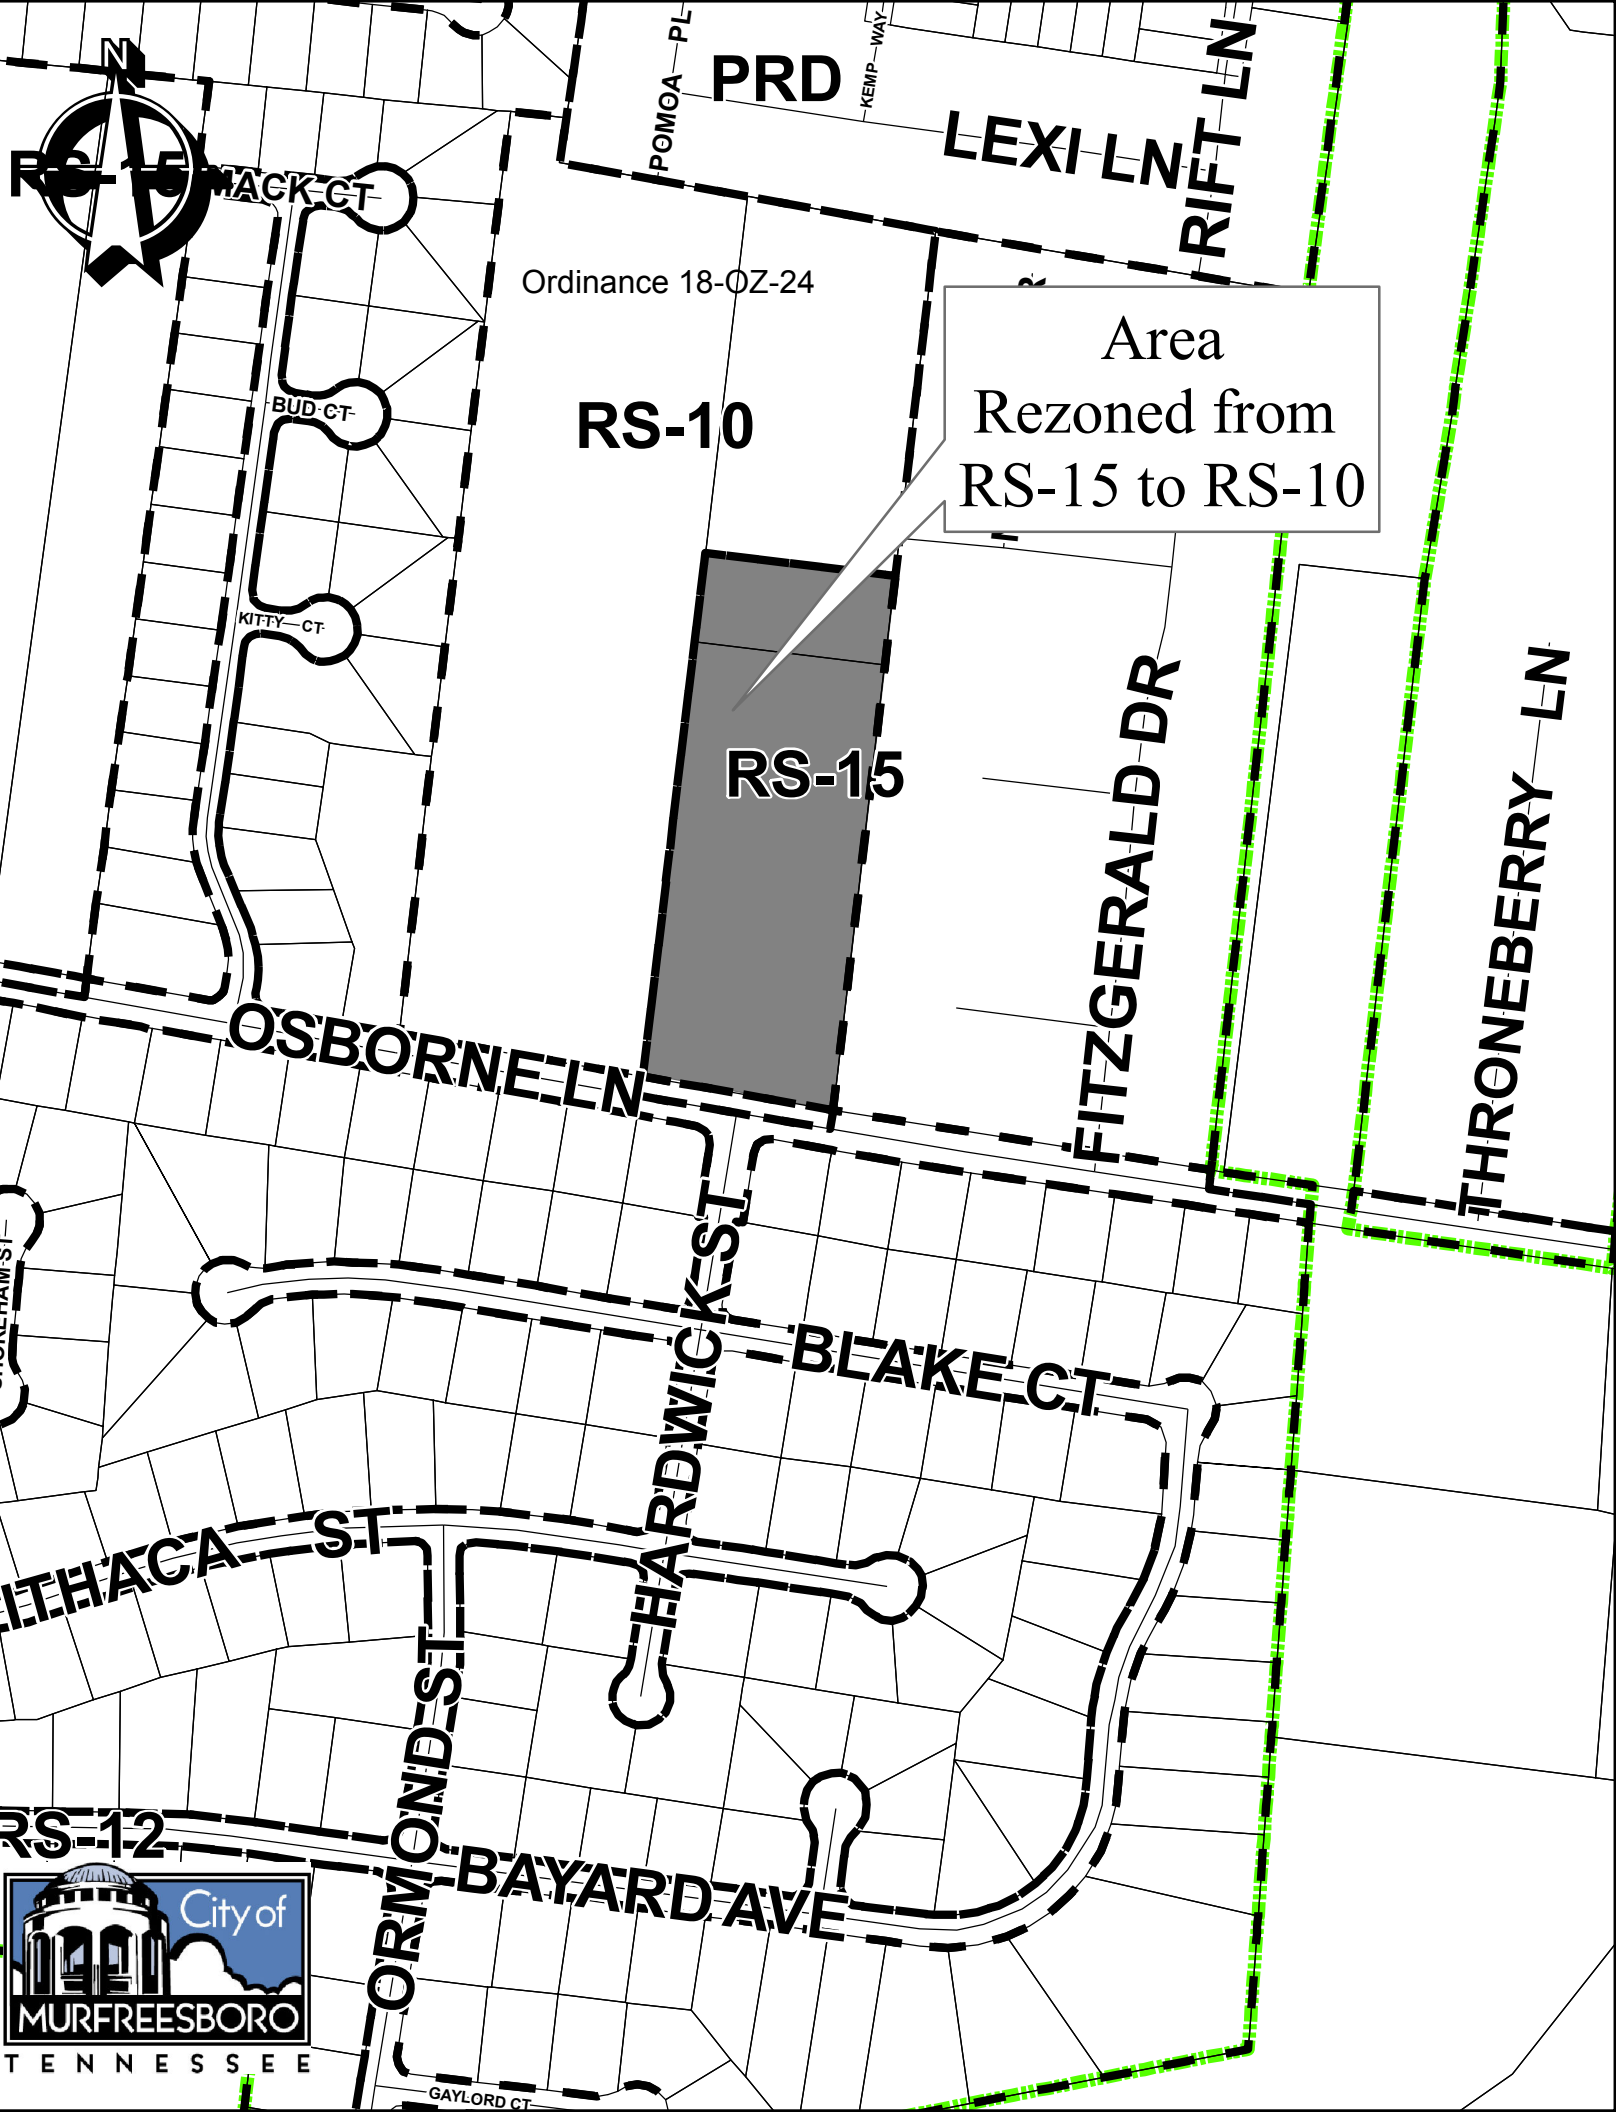 N
POMOA PL
KEMP WAY
PRD
LEXI LN
RIFT LN
RS-15
MACK CT
Ordinance 18-OZ-24
Area
Rezoned from
RS-15 to RS-10
BUD CT
RS-10
KITTY CT
RS-15
FITZGERALD DR
THRONEBERRY LN
OSBORNE LN
HARDWICK ST
BLAKE CT
ITHACA ST
ORMOND ST
RS-12
BAYARD AVE
City of
MURFREESBORO
TENNESSEE
GAYLORD CT